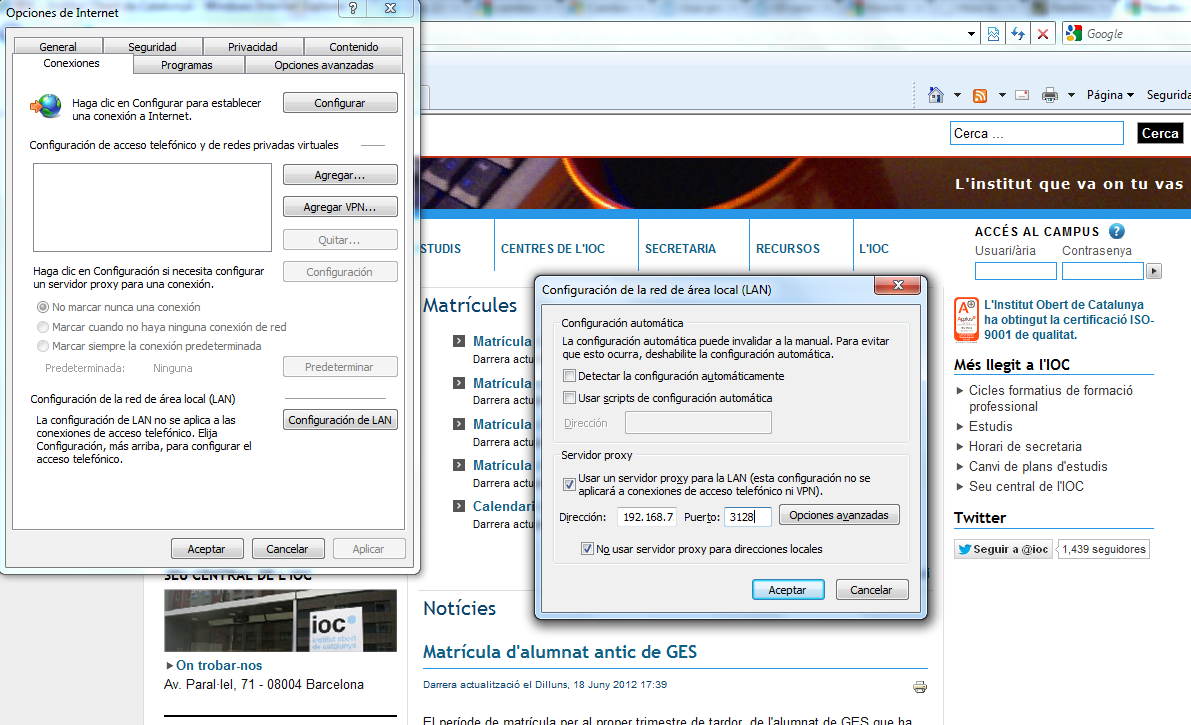 Opciones de Internet
General
Seguridad
Privacidad
Contenido
Conexiones
Programas
Opciones avanzadas
Haga clic en Configurar para establecer
una conexión a Internet.
Configurar
Configuración de acceso telefónico y de redes privadas virtuales
Agregar...
Agregar VPN...
Quitar...
Configuración
Haga clic en Configuración si necesita configurar
un servidor proxy para una conexión.
No marcar nunca una conexión
Marcar cuando no haya ninguna conexión de red
Marcar siempre la conexión predeterminada
Predeterminada:
Ninguna
Predeterminar
Configuración de la red de área local (LAN)
La configuración de LAN no se aplica a las
conexiones de acceso telefónico. Elija
Configuración, más arriba, para configurar el
acceso telefónico.
Configuración de LAN
Aceptar
Cancelar
Aplicar
Google
Página
Segurida
Cerca ...
Cerca
L'institut que va on tu vas
STUDIS
CENTRES DE L'IOC
SECRETARIA
RECURSOS
L'IOC
ACCÉS AL CAMPUS
Usuari/ària
Contrasenya
Matrícules
Matrícula
Darrera actu
Matrícula
Darrera actu
Matrícula
Darrera actu
Matrícula
Darrera actu
Calendari
Darrera actu
Configuración de la red de área local (LAN)
Configuración automática
La configuración automática puede invalidar a la manual. Para evitar
que esto ocurra, deshabilite la configuración automática.
Detectar la configuración automáticamente
Usar scripts de configuración automática
Dirección
Servidor proxy
Usar un servidor proxy para la LAN (esta configuración no se
aplicará a conexiones de acceso telefónico ni VPN).
Dirección:
192.168.7
Puerto:
3128
Opciones avanzadas
No usar servidor proxy para direcciones locales
Aceptar
Cancelar
L'Institut Obert de Catalunya
ha obtingut la certificació ISO-
9001 de qualitat.
Més llegit a l'IOC
Cicles formatius de formació
professional
Estudis
Horari de secretaria
Canvi de plans d'estudis
Seu central de l'IOC
Twitter
Seguir a @ioc
1,439 seguidores
SEU CENTRAL DE L'IOC
ioc
institut obert
de catalunya
On trobar-nos
Av. Paral·lel, 71 - 08004 Barcelona
Notícies
Matrícula d'alumnat antic de GES
Darrera actualització el Dilluns, 18 Juny 2012 17:39
El període de matrícula per al proper trimestre de tardor, de l'alumnat de GES que ha